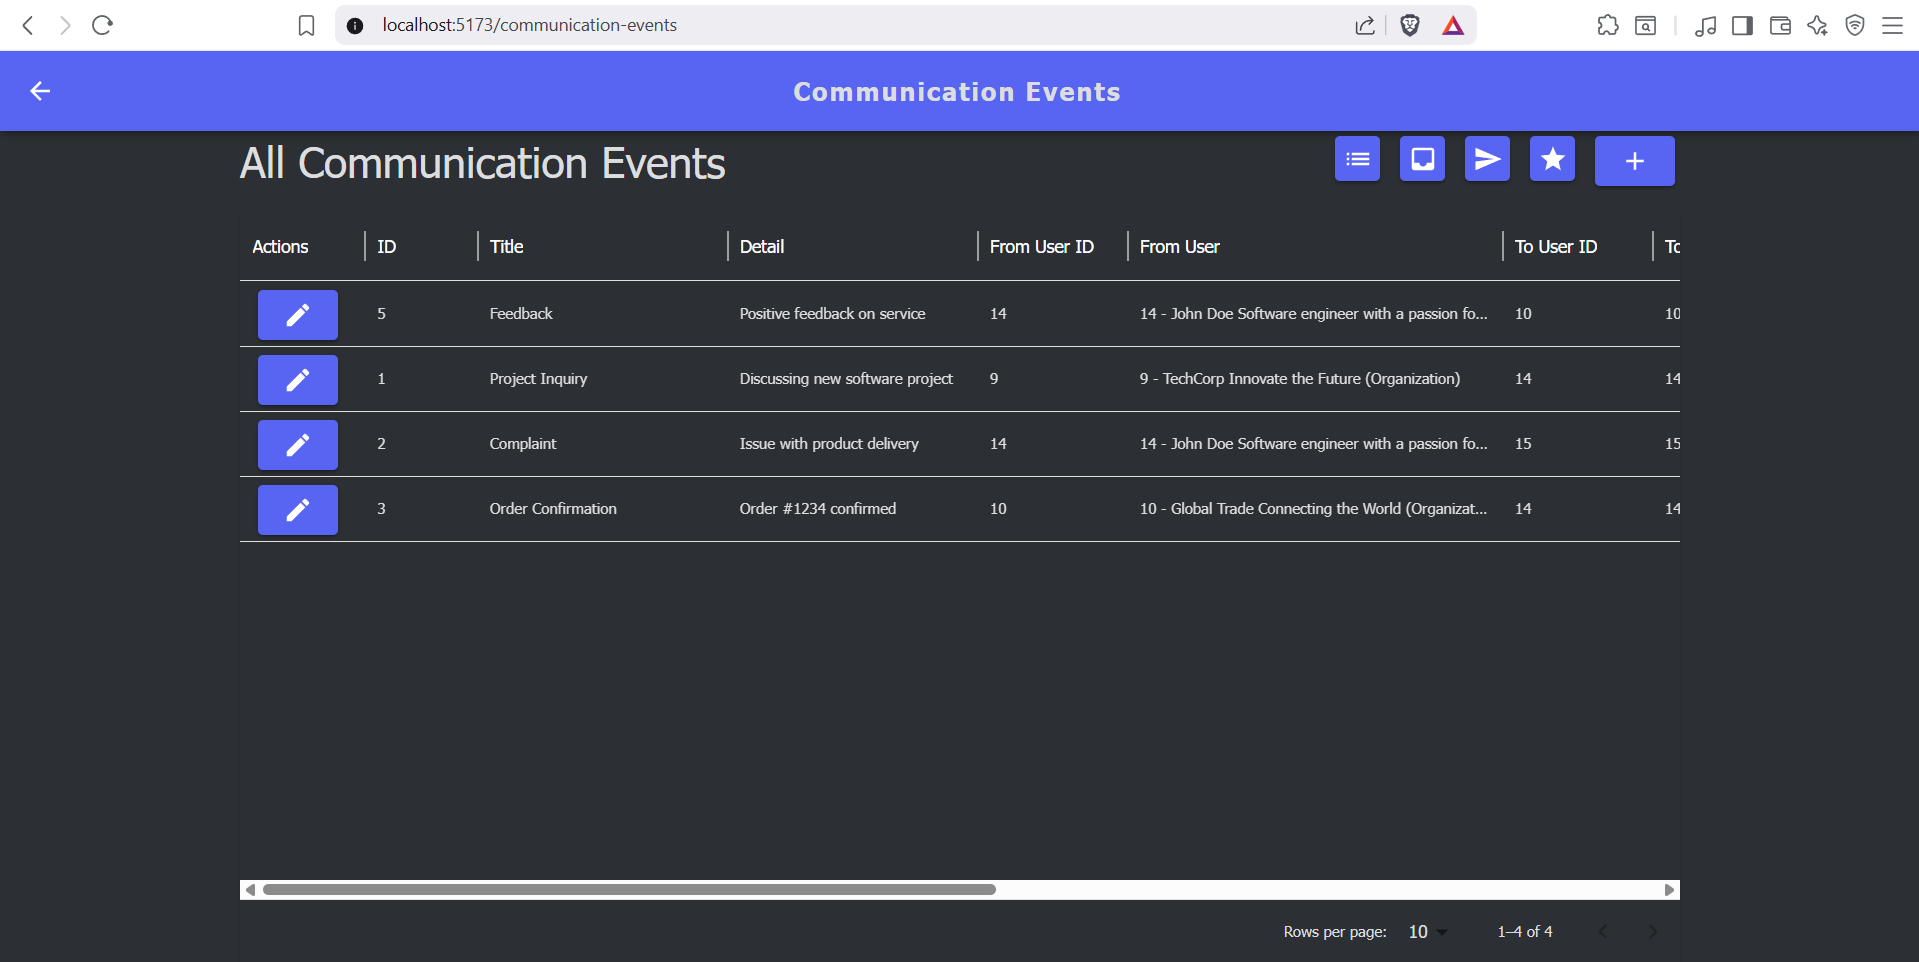 localhost:5173/communication-events
Communication Events
All Communication Events
Actions ID Title Detail From User ID From User To User ID To
5 Feedback Positive feedback on service 14 14 - John Doe Software engineer with a passion fo... 10 10
1 Project Inquiry Discussing new software project 9 9 - TechCorp Innovate the Future (Organization) 14 14
2 Complaint Issue with product delivery 14 14 - John Doe Software engineer with a passion fo... 15 15
3 Order Confirmation Order #1234 confirmed 10 10 - Global Trade Connecting the World (Organizat... 14 14
Rows per page: 10 1–4 of 4